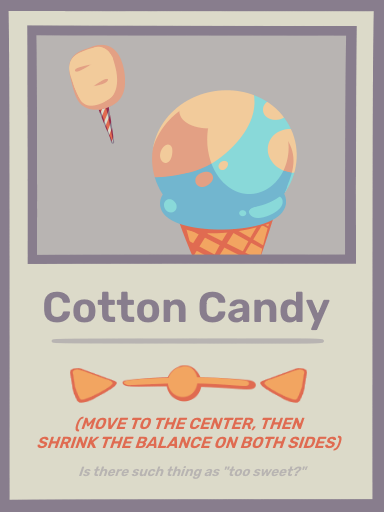 Cotton Candy
(MOVE TO THE CENTER, THEN
SHRINK THE BALANCE ON BOTH SIDES)
Is there such thing as "too sweet?"